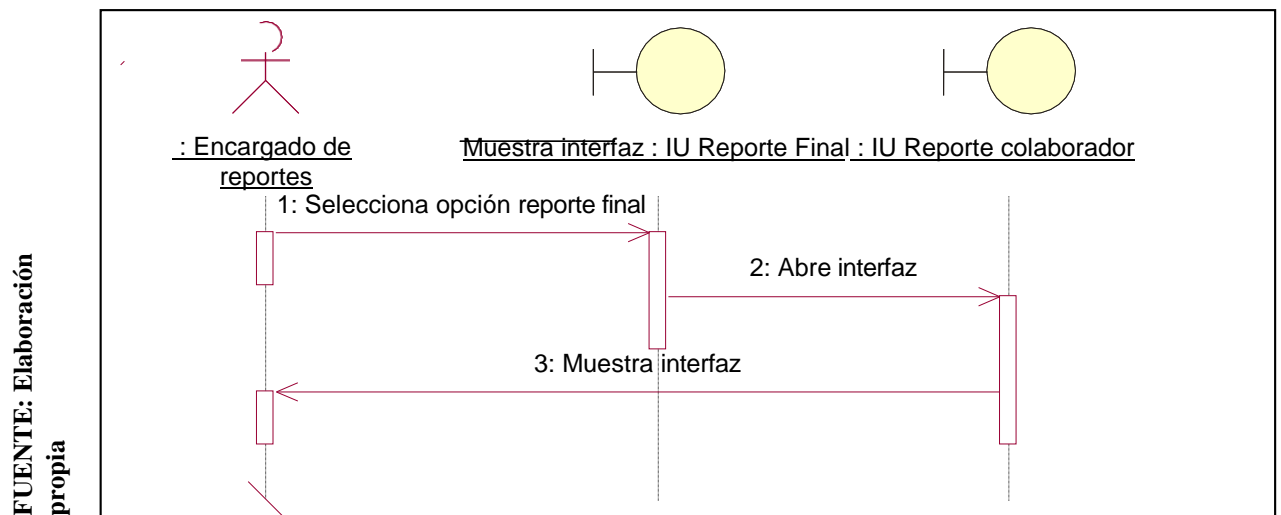 : Encargado de
reportes
Muestra interfaz : IU Reporte Final
: IU Reporte colaborador
1: Selecciona opción reporte final
2: Abre interfaz
3: Muestra interfaz
FUENTE: Elaboración
propia